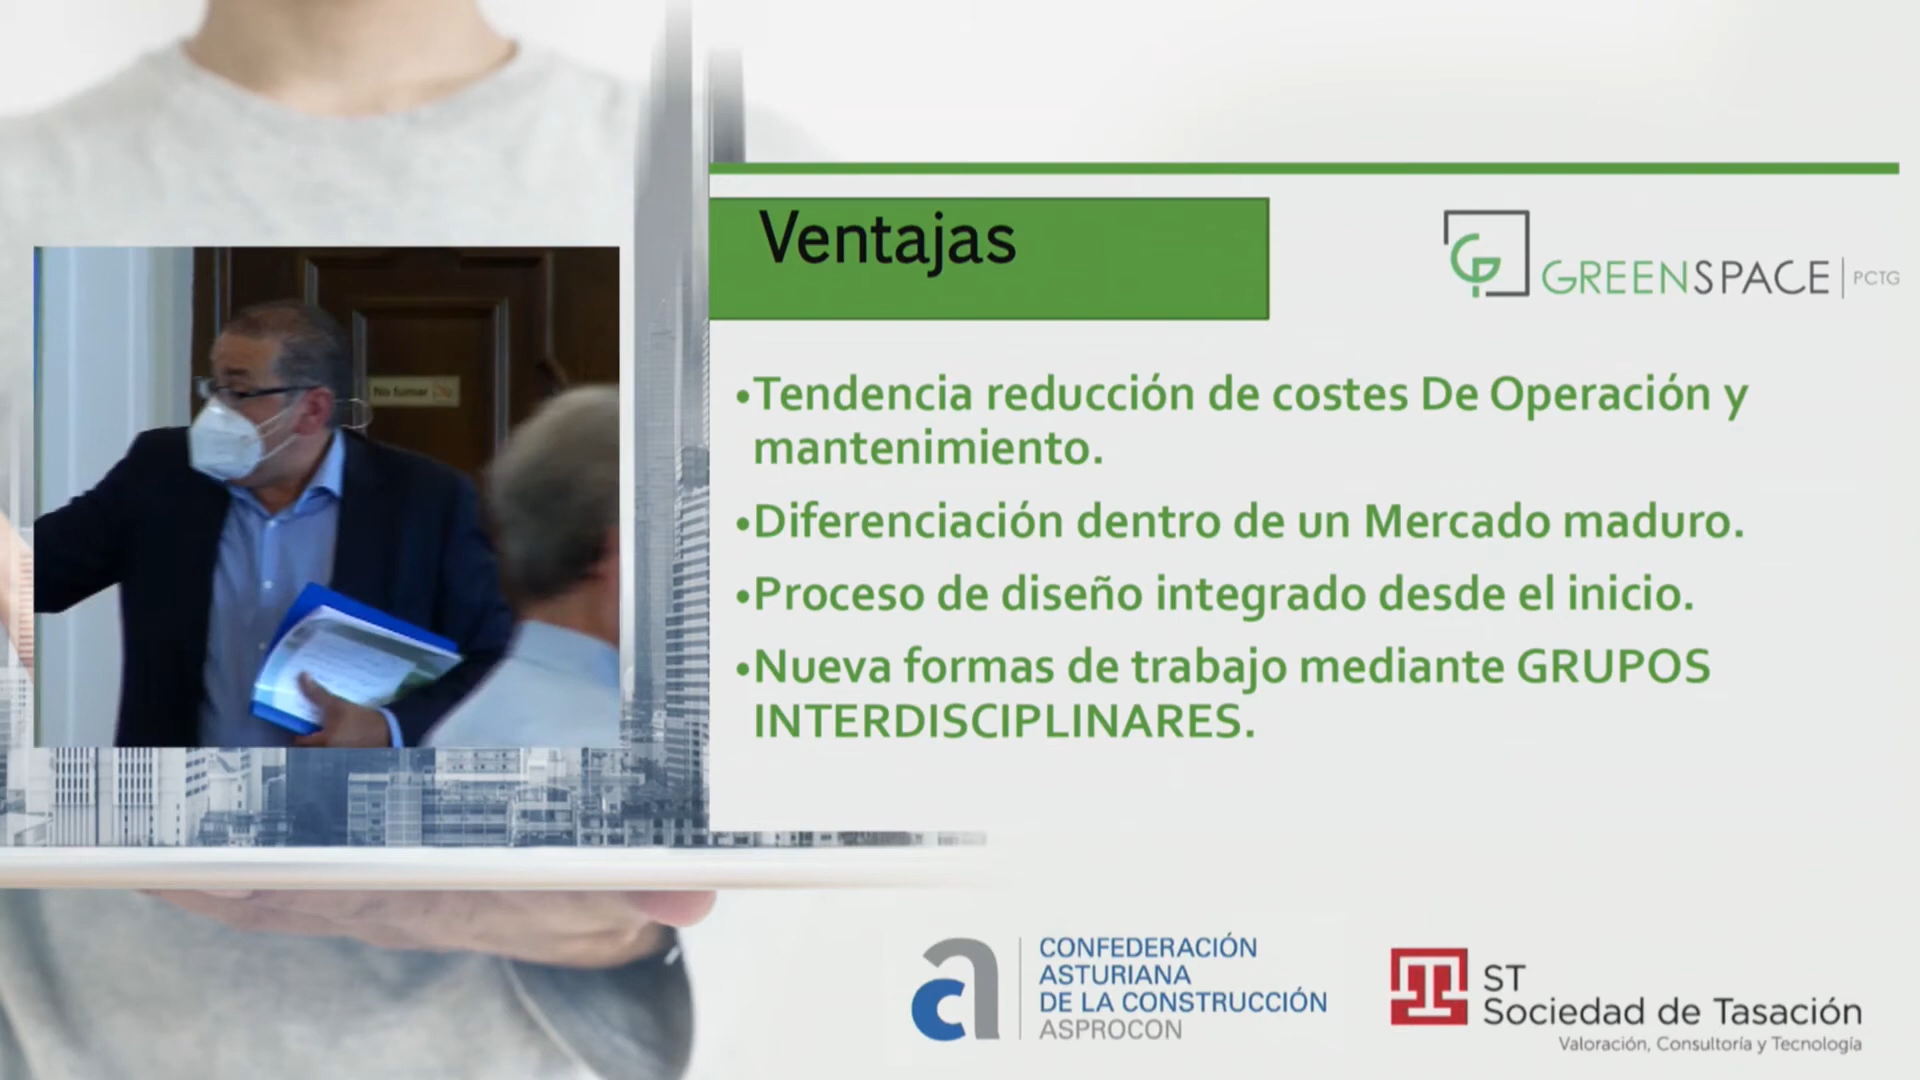 Ventajas
GREENSPACE PCTG
No fumar
•Tendencia reducción de costes De Operación y
mantenimiento.
•Diferenciación dentro de un Mercado maduro.
•Proceso de diseño integrado desde el inicio.
•Nueva formas de trabajo mediante GRUPOS
INTERDISCIPLINARES.
CONFEDERACIÓN
ASTURIANA
DE LA CONSTRUCCIÓN
ASPROCON
ST
Sociedad de Tasación
Valoración, Consultoría y Tecnología